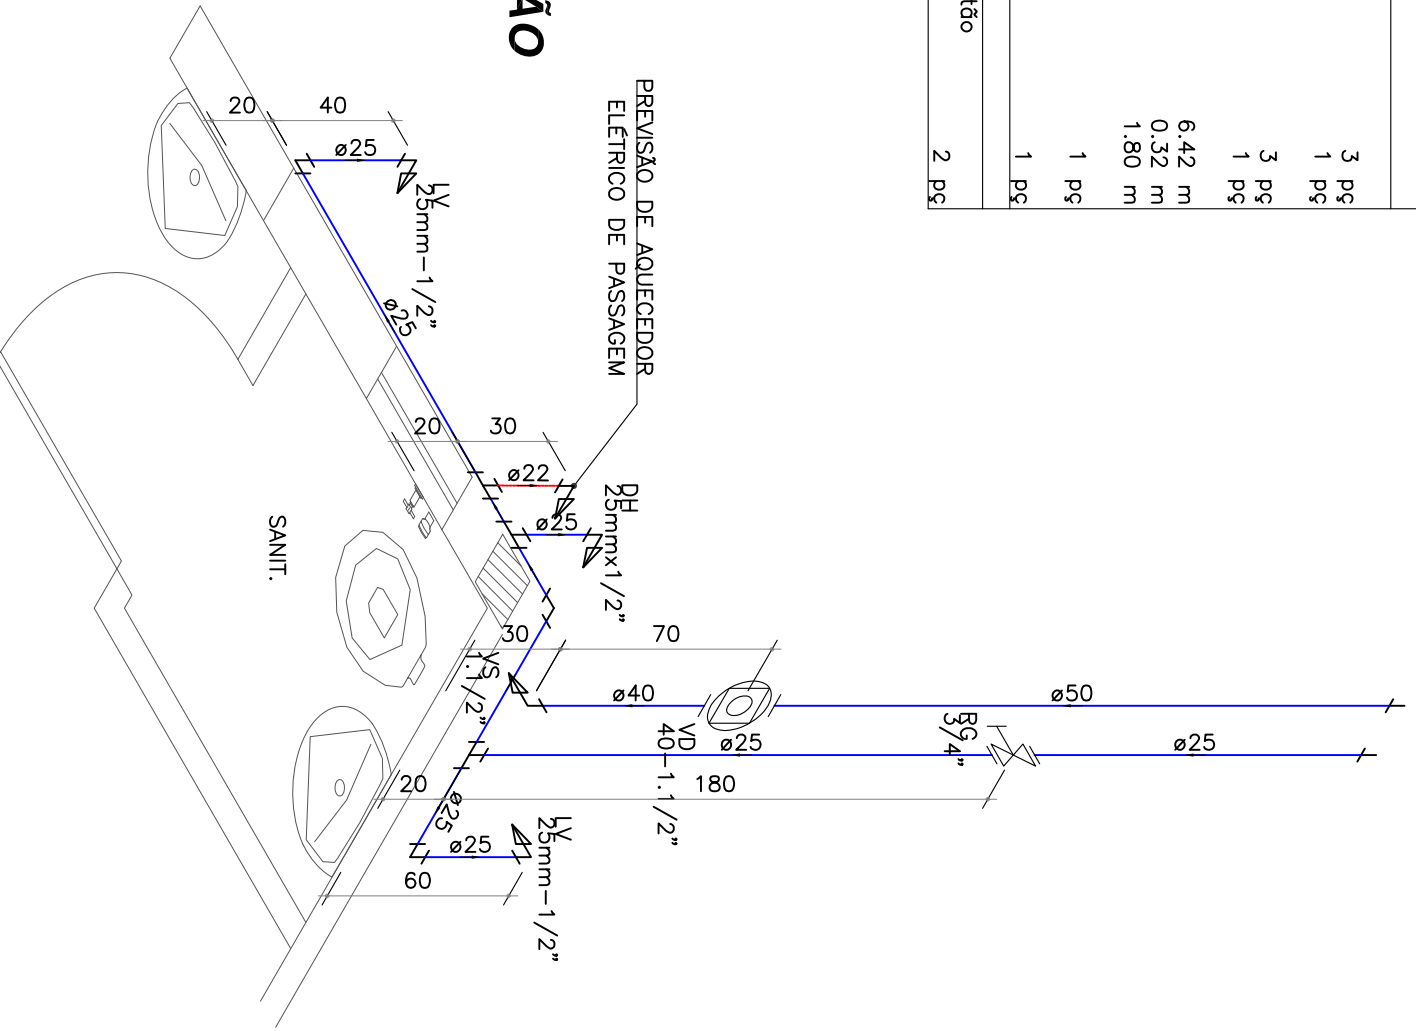 ÃO
tão
3 pç
1 pç
3 pç
1 pç
6.42 m
0.32 m
1.80 m
1 pç
1 pç
2 pç
PREVISÃO DE AQUECEDOR
ELÉTRICO DE PASSAGEM
20
40
ø25
LV
25mm-1/2"
ø25
20
30
ø22
DH
25mmx1/2"
ø25
SANIT.
30
70
VS
1.1/2"
ø40
ø50
VD
40-1.1/2"
ø25
RG
3/4"
ø25
20
180
ø25
ø25
LV
25mm-1/2"
60